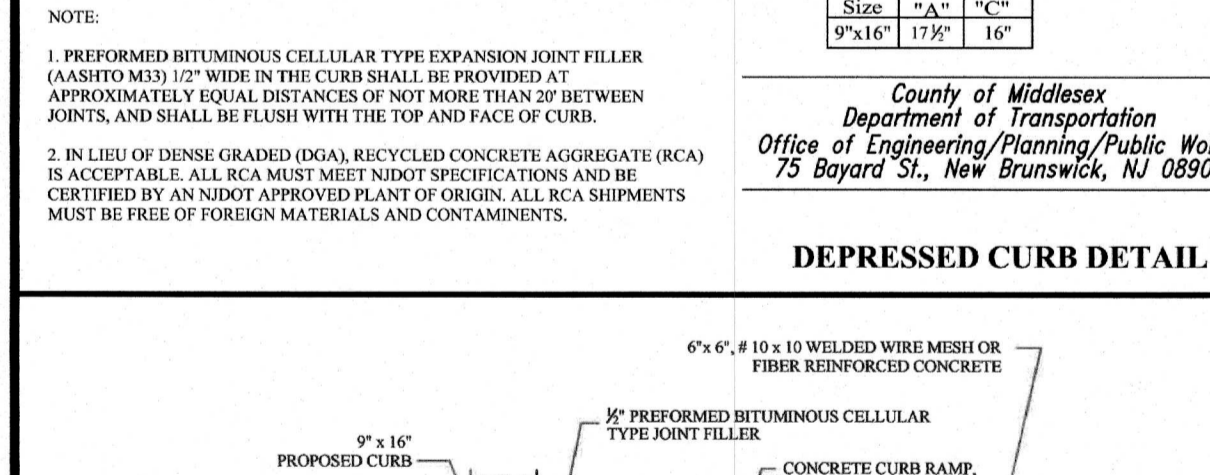 NOTE:
1. PREFORMED BITUMINOUS CELLULAR TYPE EXPANSION JOINT FILLER
(AASHTO M33) 1/2" WIDE IN THE CURB SHALL BE PROVIDED AT
APPROXIMATELY EQUAL DISTANCES OF NOT MORE THAN 20' BETWEEN
JOINTS, AND SHALL BE FLUSH WITH THE TOP AND FACE OF CURB.
2. IN LIEU OF DENSE GRADED (DGA), RECYCLED CONCRETE AGGREGATE (RCA)
IS ACCEPTABLE. ALL RCA MUST MEET NJDOT SPECIFICATIONS AND BE
CERTIFIED BY AN NJDOT APPROVED PLANT OF ORIGIN. ALL RCA SHIPMENTS
MUST BE FREE OF FOREIGN MATERIALS AND CONTAMINENTS.
Size "A" "C"
9"x16" 17½" 16"
County of Middlesex
Department of Transportation
Office of Engineering/Planning/Public Wo
75 Bayard St., New Brunswick, NJ 0890
DEPRESSED CURB DETAIL
6"x 6", # 10 x 10 WELDED WIRE MESH OR
FIBER REINFORCED CONCRETE
½" PREFORMED BITUMINOUS CELLULAR
TYPE JOINT FILLER
9" x 16"
PROPOSED CURB
CONCRETE CURB RAMP,